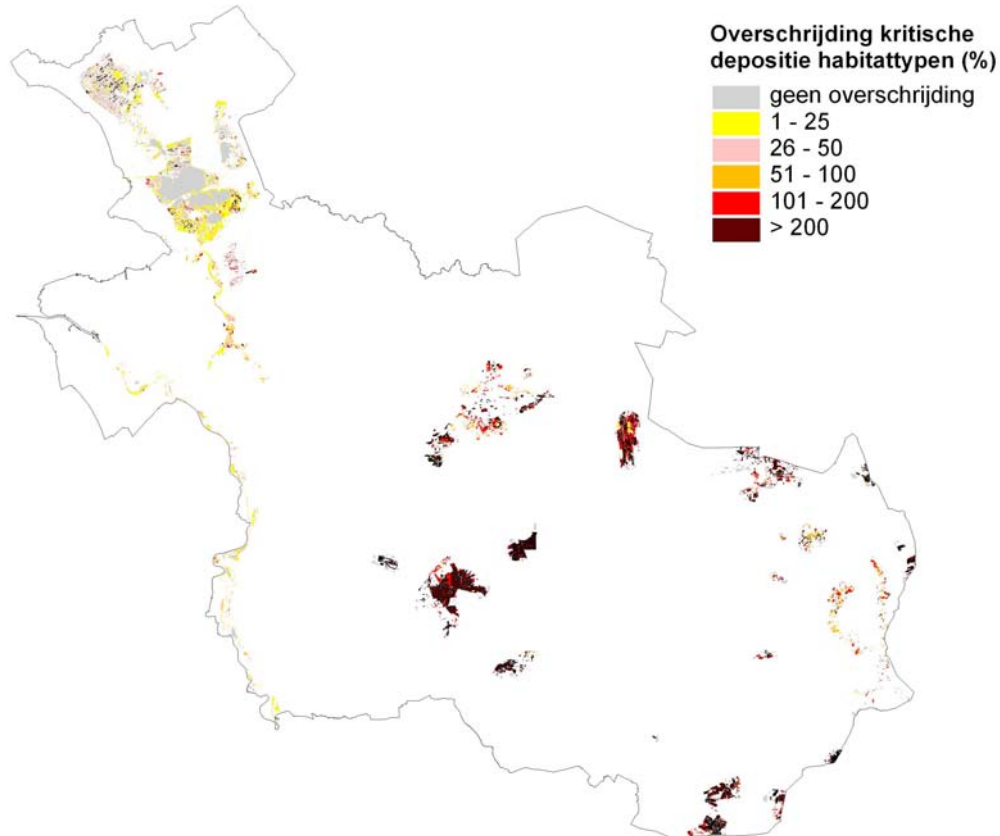 Overschrijding kritische
depositie habitattypen (%)
geen overschrijding
1 - 25
26 - 50
51 - 100
101 - 200
> 200